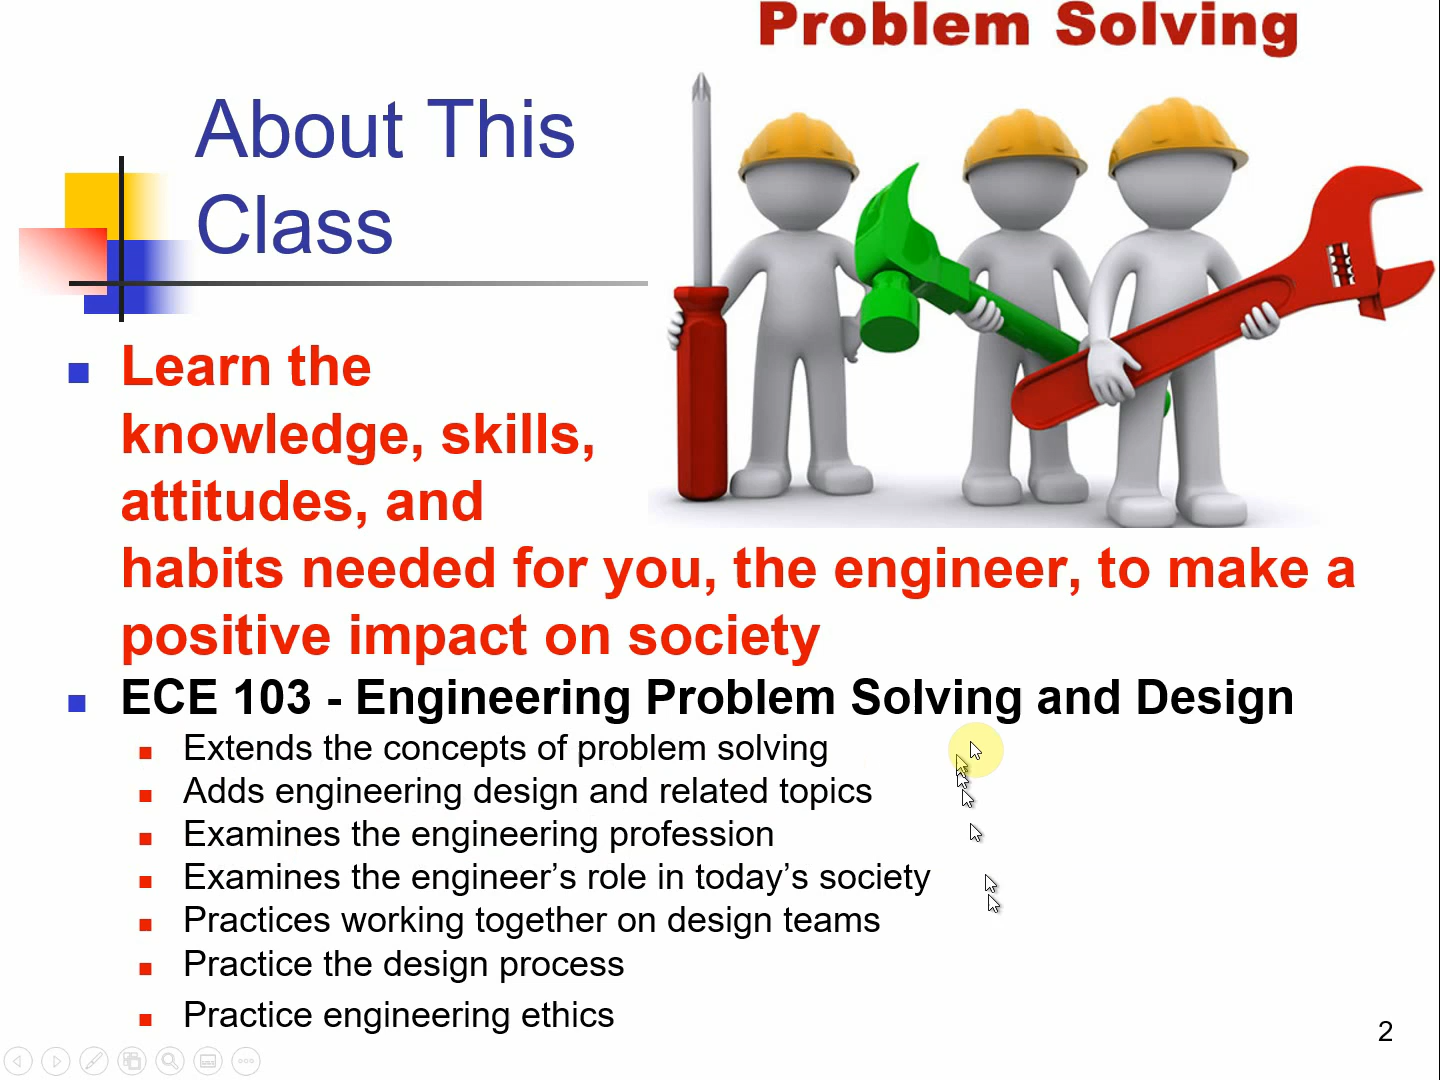 Problem Solving
About This
Class
Learn the
knowledge, skills,
attitudes, and
habits needed for you, the engineer, to make a
positive impact on society
ECE 103 - Engineering Problem Solving and Design
Extends the concepts of problem solving
Adds engineering design and related topics
Examines the engineering profession
Examines the engineer’s role in today’s society
Practices working together on design teams
Practice the design process
Practice engineering ethics
2